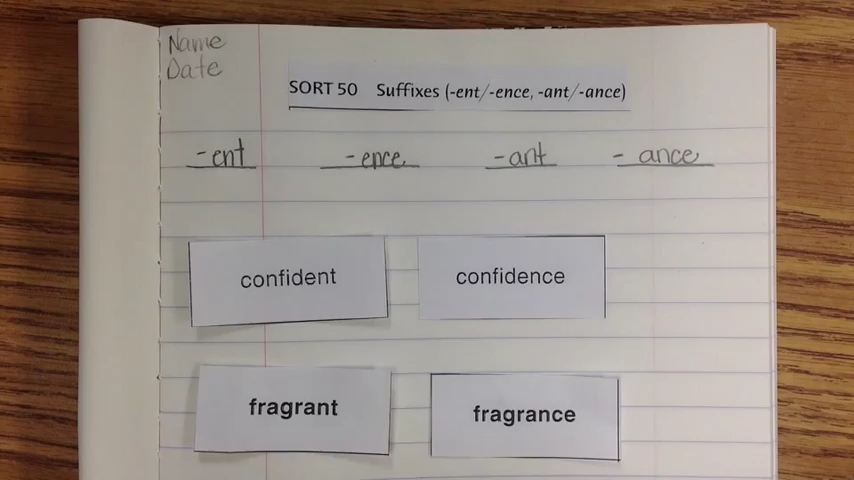 Name
Date
SORT 50 Suffixes (-ent/-ence, -ant/-ance)
-ent -ence -ant - ance
confident confidence
fragrant fragrance